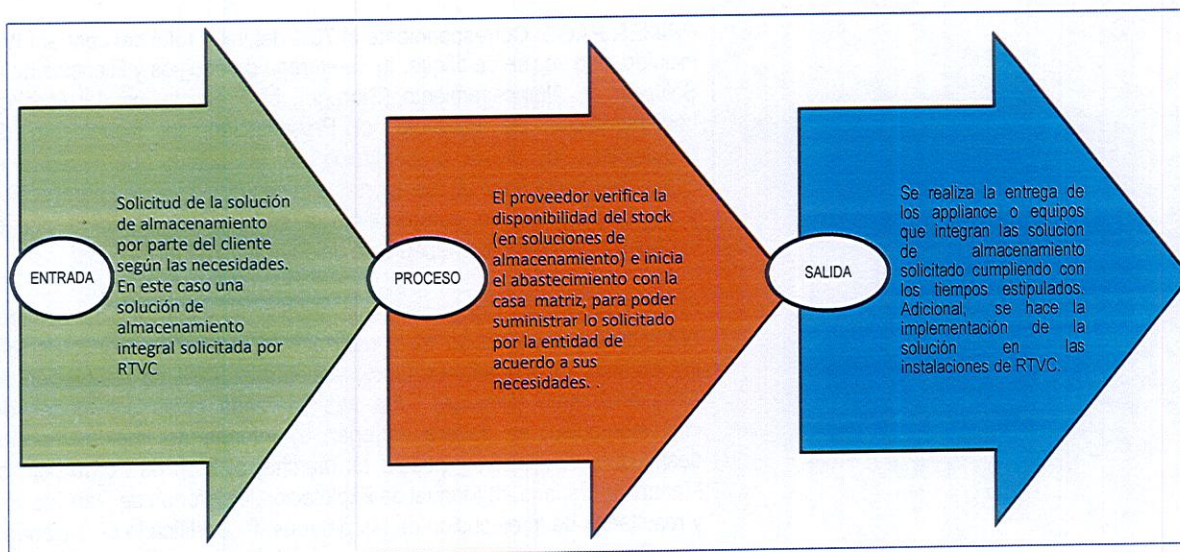 ENTRADA
Solicitud de la solución
de almacenamiento
por parte del cliente
según las necesidades.
En este caso una
solución de
almacenamiento
integral solicitada por
RTVC
PROCESO
El proveedor verifica la
disponibilidad del stock
(en soluciones de
almacenamiento) e inicia
el abastecimiento con la
casa matriz, para poder
suministrar lo solicitado
por la entidad de
acuerdo a sus
necesidades. .
SALIDA
Se realiza la entrega de
los appliance o equipos
que integran las solucion
de almacenamiento
solicitado cumpliendo con
los tiempos estipulados.
Adicional, se hace la
implementación de la
solución en las
instalaciones de RTVC.